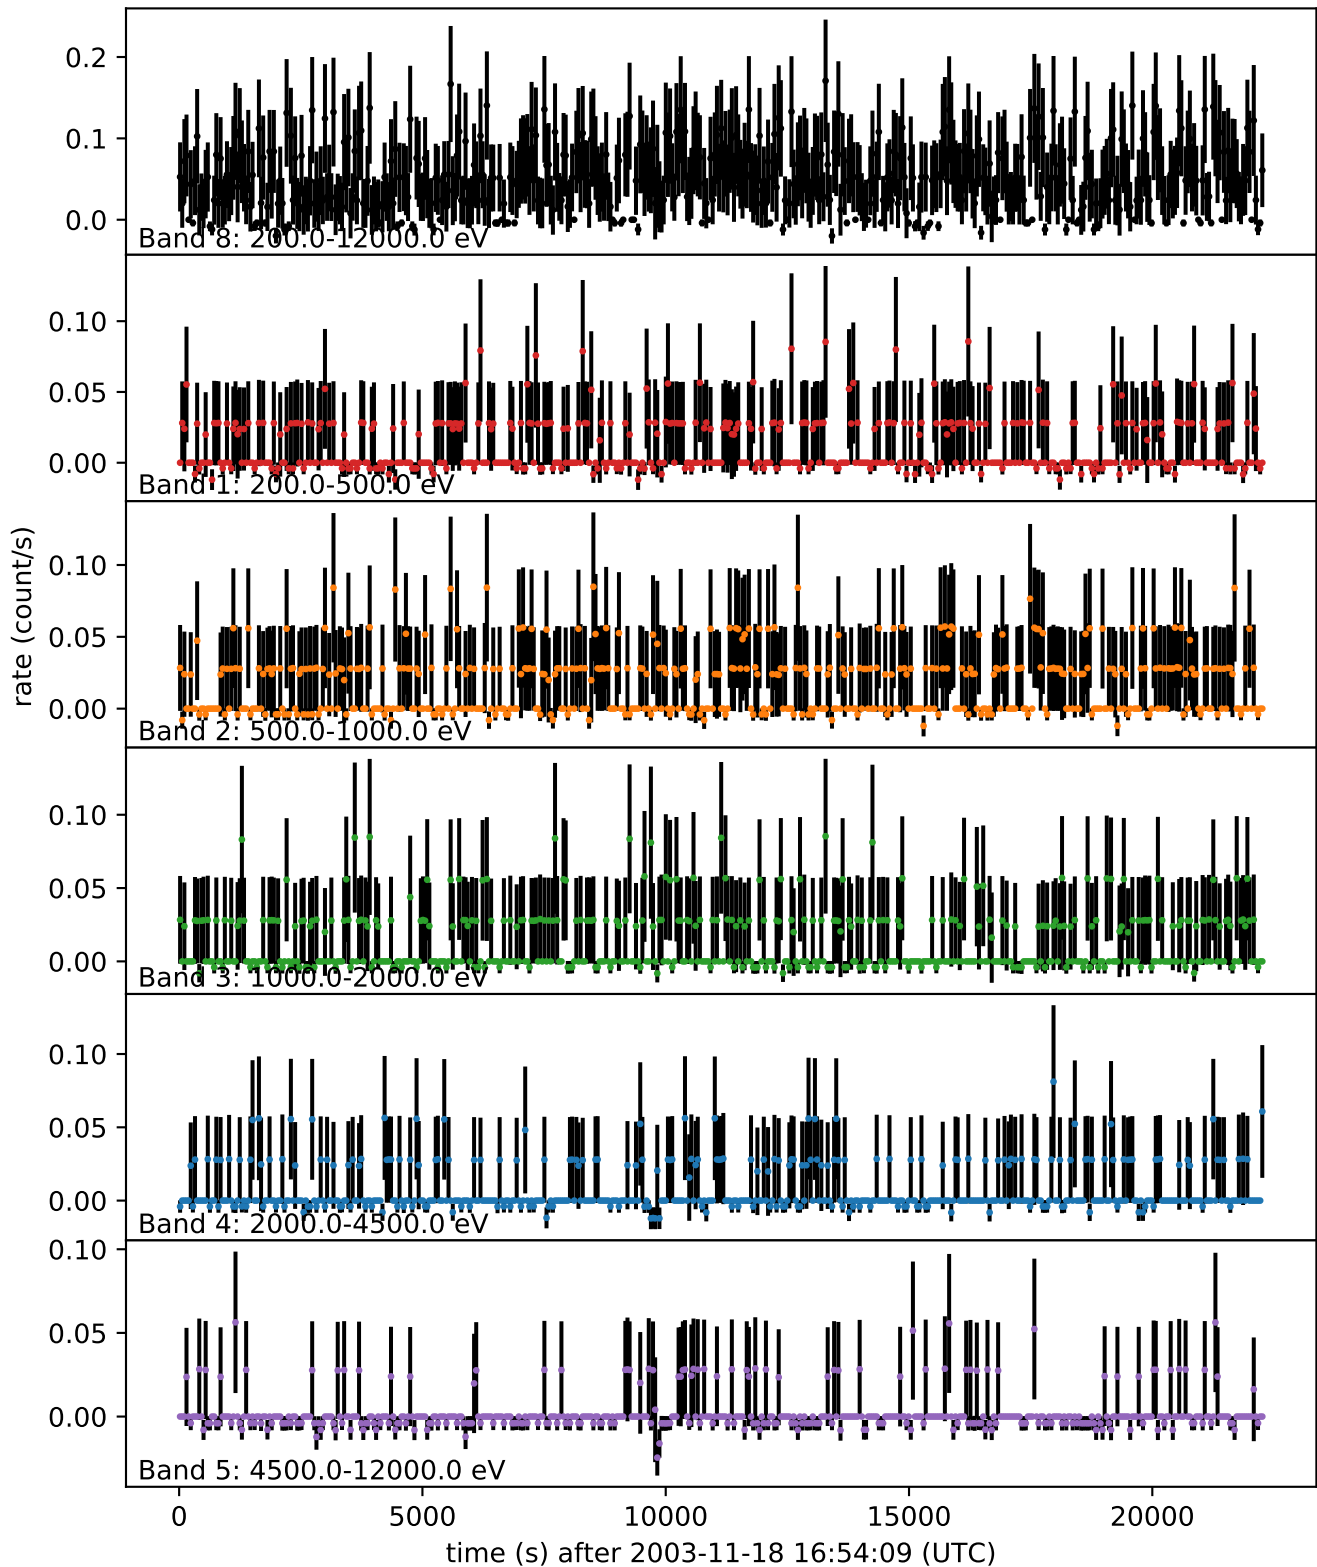 0.2
0.1
0.0
Band 8: 200.0-12000.0 eV
0.10
0.05
0.00
Band 1: 200.0-500.0 eV
0.10
0.05
0.00
Band 2: 500.0-1000.0 eV
rate (count/s)
0.10
0.05
0.00
Band 3: 1000.0-2000.0 eV
0.10
0.05
0.00
Band 4: 2000.0-4500.0 eV
0.10
0.05
0.00
Band 5: 4500.0-12000.0 eV
0 5000 10000 15000 20000
time (s) after 2003-11-18 16:54:09 (UTC)